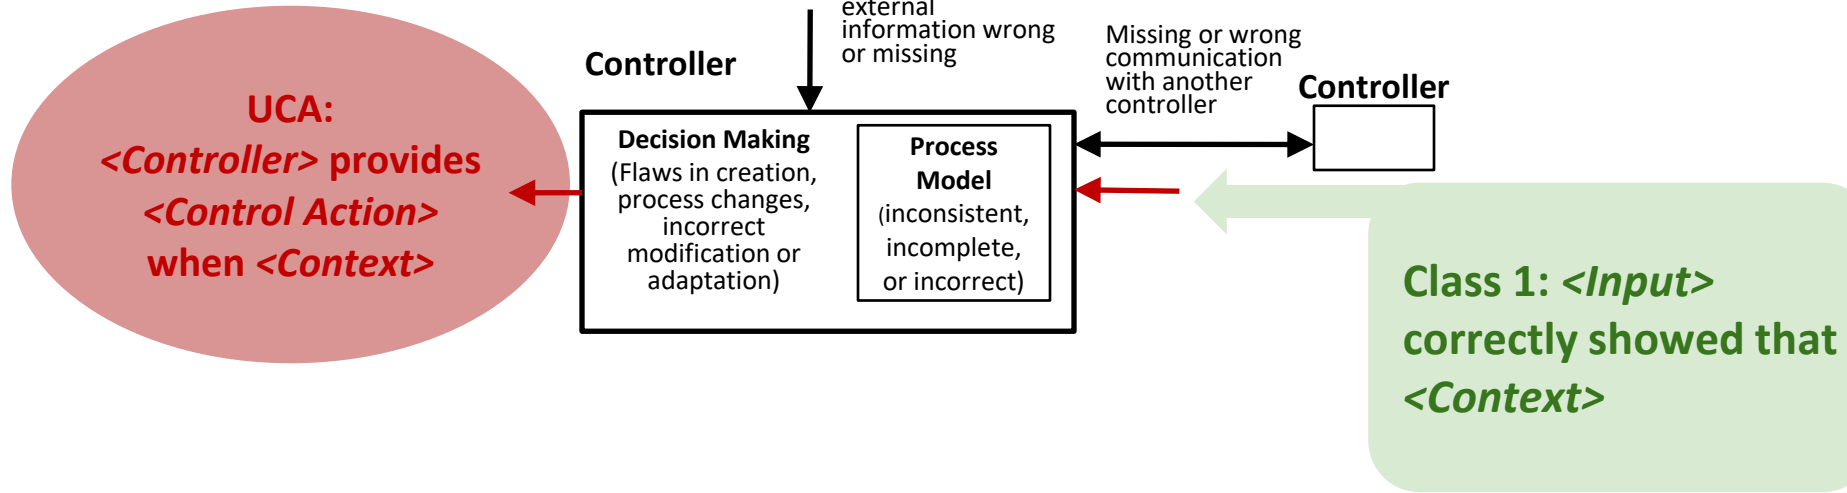 external
information wrong
or missing
Missing or wrong
communication
with another
controller
Controller
Controller
UCA:
<Controller> provides
<Control Action>
when <Context>
Decision Making
(Flaws in creation,
process changes,
incorrect
modification or
adaptation)
Process
Model
(inconsistent,
incomplete,
or incorrect)
Class 1: <Input>
correctly showed that
<Context>